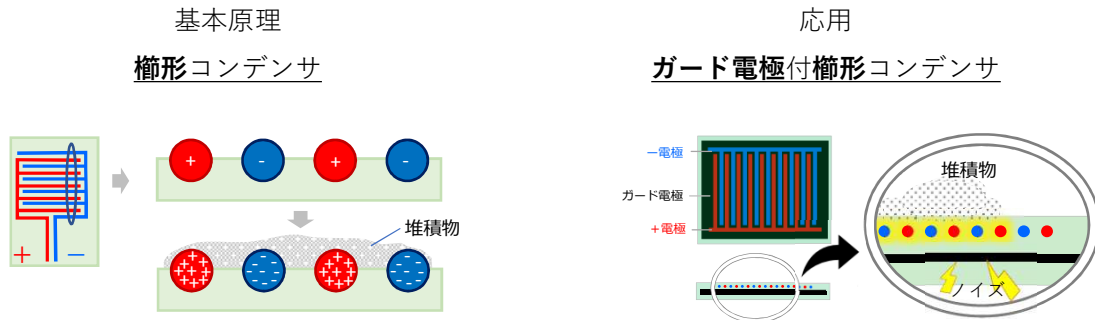 基本原理
櫛形コンデンサ
+
-
+
-
堆積物
+
−
応用
ガード電極付櫛形コンデンサ
−電極
ガード電極
+電極
堆積物
ノイズ